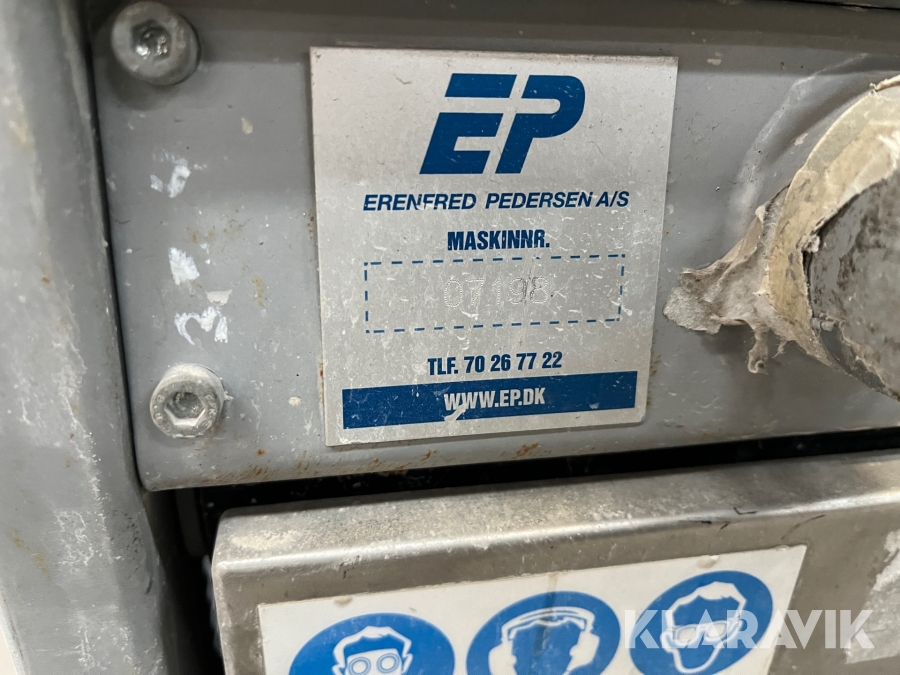 EP
ERENFRED PEDERSEN A/S
MASKINNR.
07198
TLF. 70 26 77 22
WWW.EP.DK
KLARAVIK